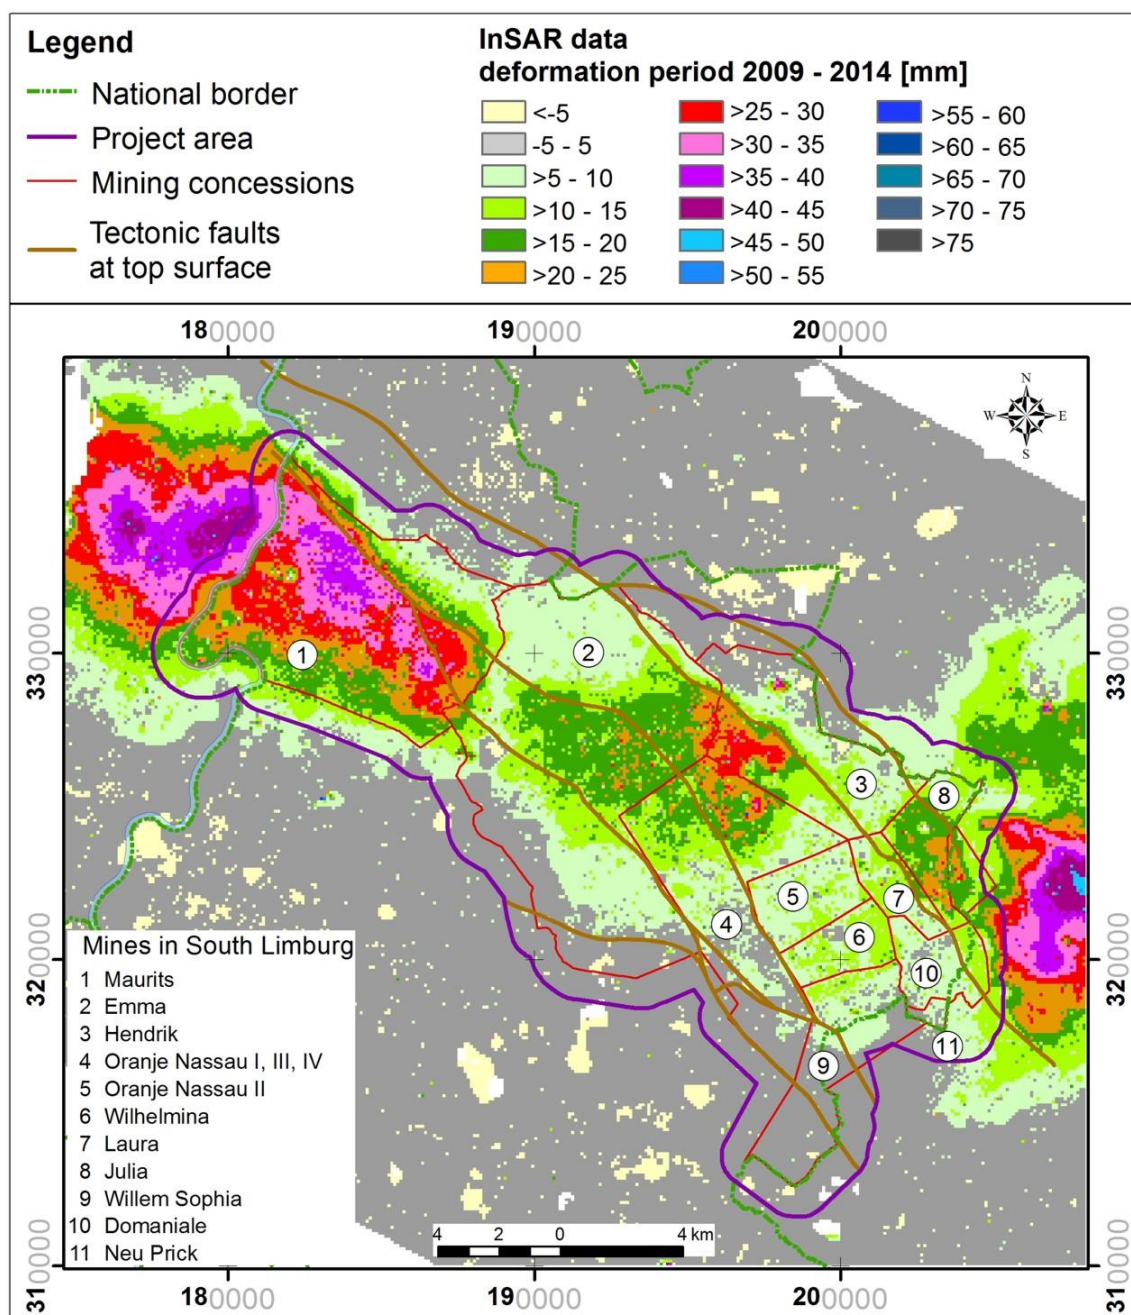 Legend
National border
Project area
Mining concessions
Tectonic faults
at top surface
InSAR data
deformation period 2009 - 2014 [mm]
<-5
-5 - 5
>5 - 10
>10 - 15
>15 - 20
>20 - 25
>25 - 30
>30 - 35
>35 - 40
>40 - 45
>45 - 50
>50 - 55
>55 - 60
>60 - 65
>65 - 70
>70 - 75
>75
180000 190000 200000
N
W E
S
330000 330000
320000 320000
310000 310000
1
2
3
8
5
7
4
6
10
11
9
Mines in South Limburg
1 Maurits
2 Emma
3 Hendrik
4 Oranje Nassau I, III, IV
5 Oranje Nassau II
6 Wilhelmina
7 Laura
8 Julia
9 Willem Sophia
10 Domaniale
11 Neu Prick
4 2 0 4 km
180000 190000 200000